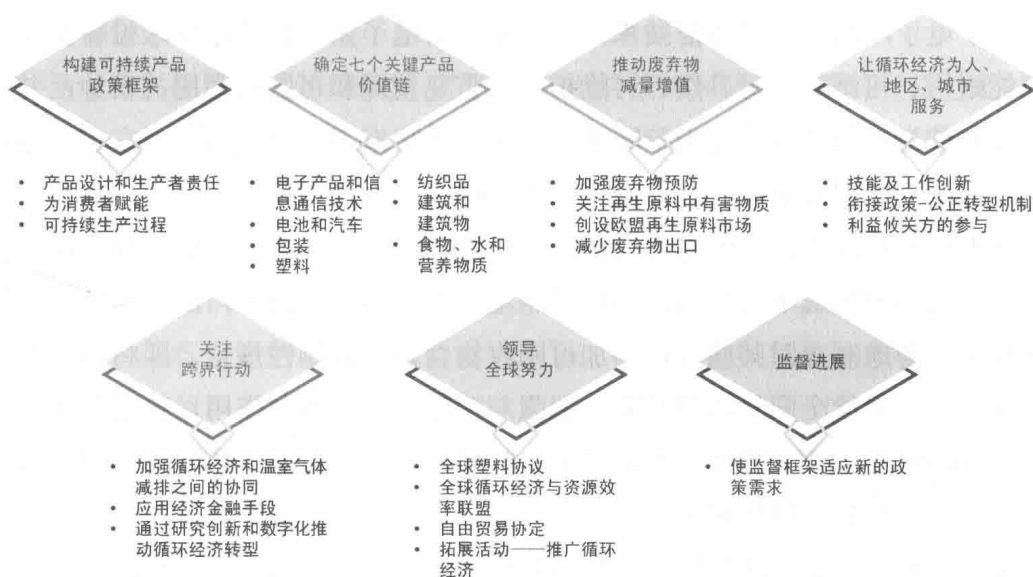 构建可持续产品
政策框架
• 产品设计和生产者责任
• 为消费者赋能
• 可持续生产过程
确定七个关键产品
价值链
• 电子产品和信
息通信技术
• 电池和汽车
• 包装
• 塑料
• 纺织品
• 建筑和
建筑物
• 食物、水和
营养物质
推动废弃物
减量增值
• 加强废弃物预防
• 关注再生原料中有害物质
• 创设欧盟再生原料市场
• 减少废弃物出口
让循环经济为人、
地区、城市
服务
• 技能及工作创新
• 衔接政策-公正转型机制
• 利益攸关方的参与
关注
跨界行动
• 加强循环经济和温室气体
减排之间的协同
• 应用经济金融手段
• 通过研究创新和数字化推
动循环经济转型
领导
全球努力
• 全球塑料协议
• 全球循环经济与资源效
率联盟
• 自由贸易协定
• 拓展活动——推广循环
经济
监督进展
• 使监督框架适应新的政
策需求